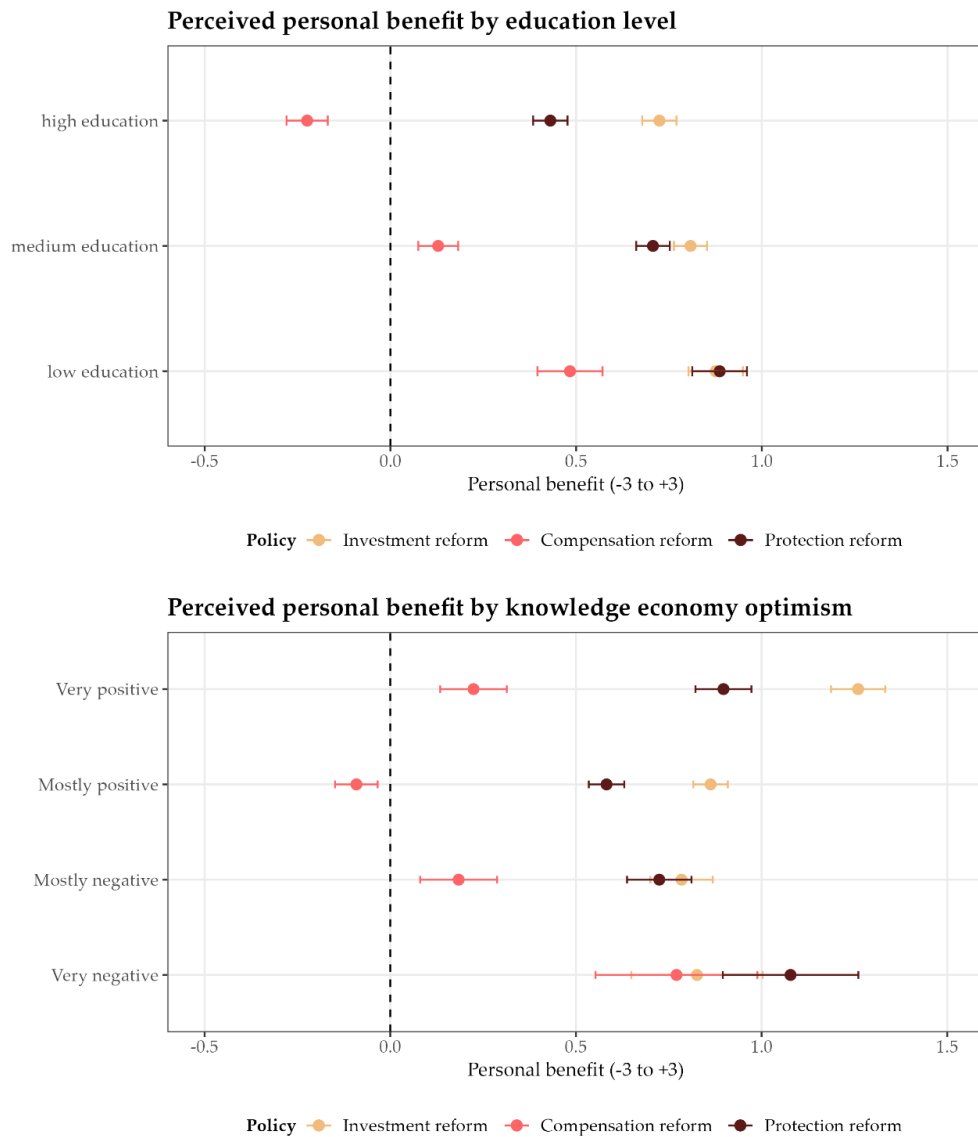 Perceived personal benefit by education level
high education
medium education
low education
-0.5 0.0 0.5 1.0 1.5
Personal benefit (-3 to +3)
Policy Investment reform Compensation reform Protection reform
Perceived personal benefit by knowledge economy optimism
Very positive
Mostly positive
Mostly negative
Very negative
-0.5 0.0 0.5 1.0 1.5
Personal benefit (-3 to +3)
Policy Investment reform Compensation reform Protection reform